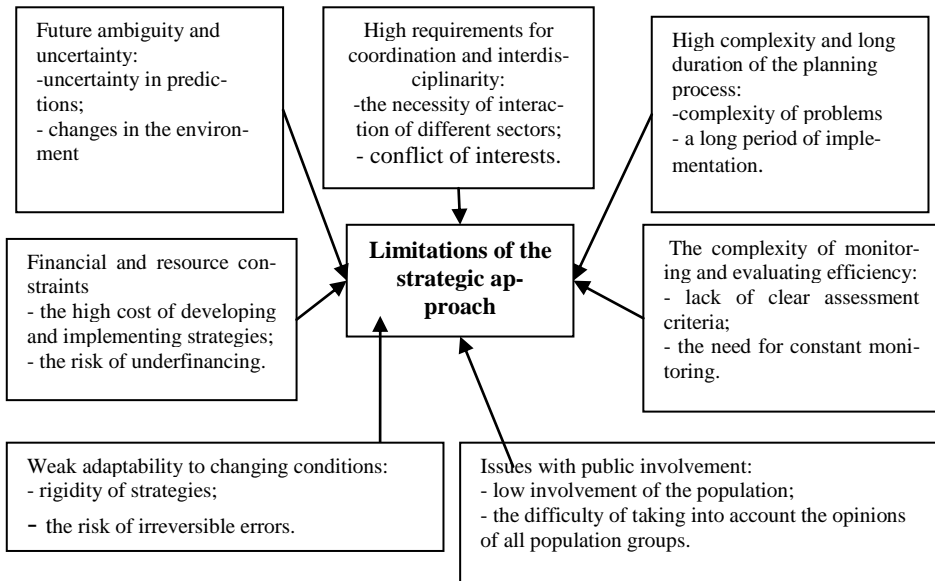 Future ambiguity and
uncertainty:
-uncertainty in predic-
tions;
- changes in the environ-
ment
High requirements for
coordination and interdis-
ciplinarity:
-the necessity of interac-
tion of different sectors;
- conflict of interests.
High complexity and long
duration of the planning
process:
-complexity of problems
- a long period of imple-
mentation.
Financial and resource con-
straints
- the high cost of developing
and implementing strategies;
- the risk of underfinancing.
Limitations of the
strategic ap-
proach
The complexity of monitor-
ing and evaluating efficiency:
- lack of clear assessment
criteria;
- the need for constant moni-
toring.
Weak adaptability to changing conditions:
- rigidity of strategies;
- the risk of irreversible errors.
Issues with public involvement:
- low involvement of the population;
- the difficulty of taking into account the opinions
of all population groups.